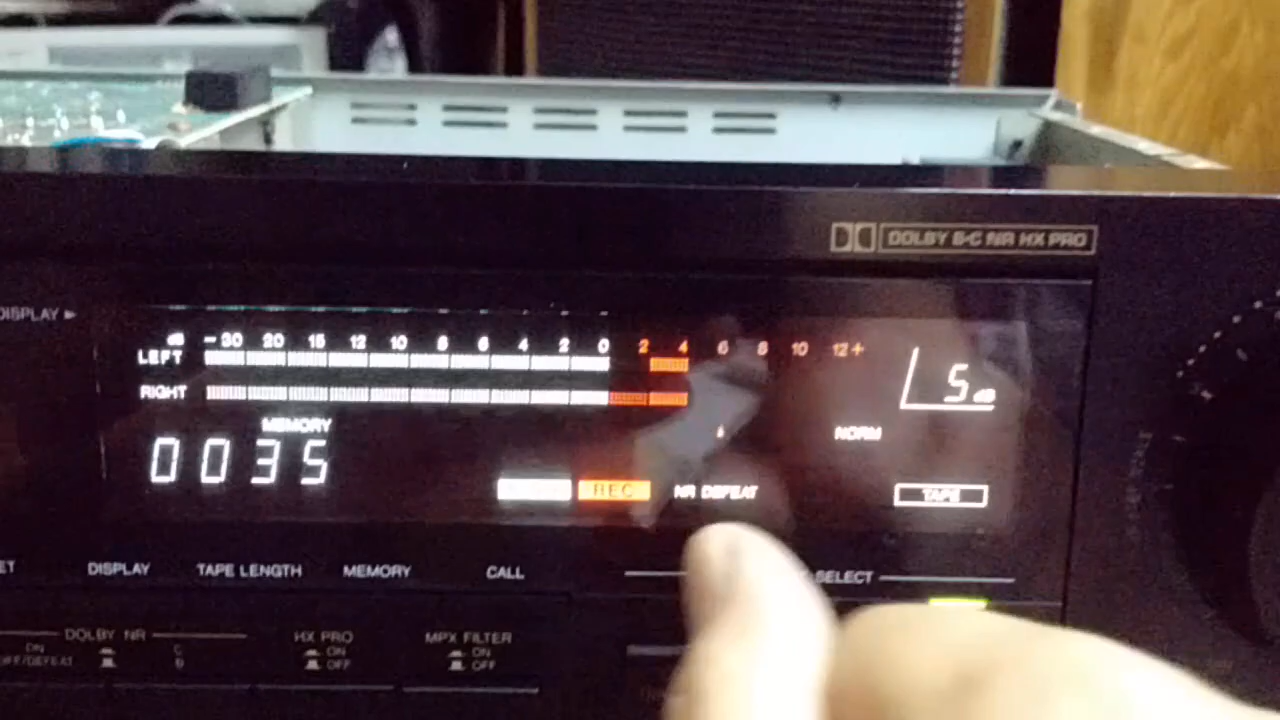 DOLBY B-C NR HX PRO
DISPLAY
dB - 30 20 15 12 10 8 6 4 2 0 2 4 6 8 10 12+
LEFT
RIGHT
5 dB
MEMORY
NORM
0035
REC NR DEFEAT TAPE
DISPLAY TAPE LENGTH MEMORY CALL SELECT
DOLBY NR HX PRO MPX FILTER
ON C ON ON
OFF/DEFEAT B OFF OFF